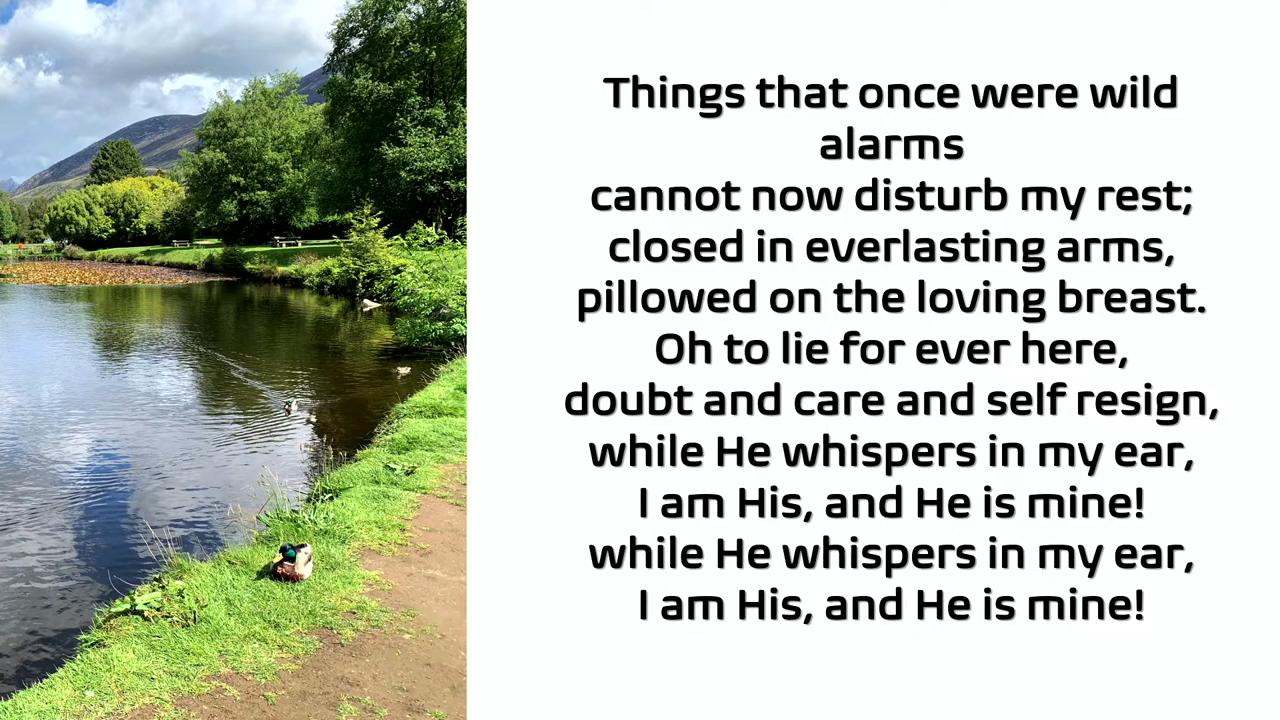 Things that once were wild
alarms
cannot now disturb my rest;
closed in everlasting arms,
pillowed on the loving breast.
Oh to lie for ever here,
doubt and care and self resign,
while He whispers in my ear,
I am His, and He is mine!
while He whispers in my ear,
I am His, and He is mine!